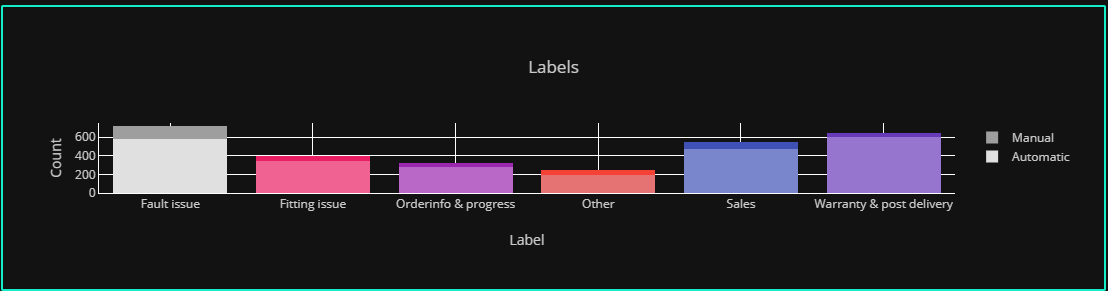 Labels
Count
600
400
200
0
Fault issue
Fitting issue
Orderinfo & progress
Other
Sales
Warranty & post delivery
Label
Manual
Automatic